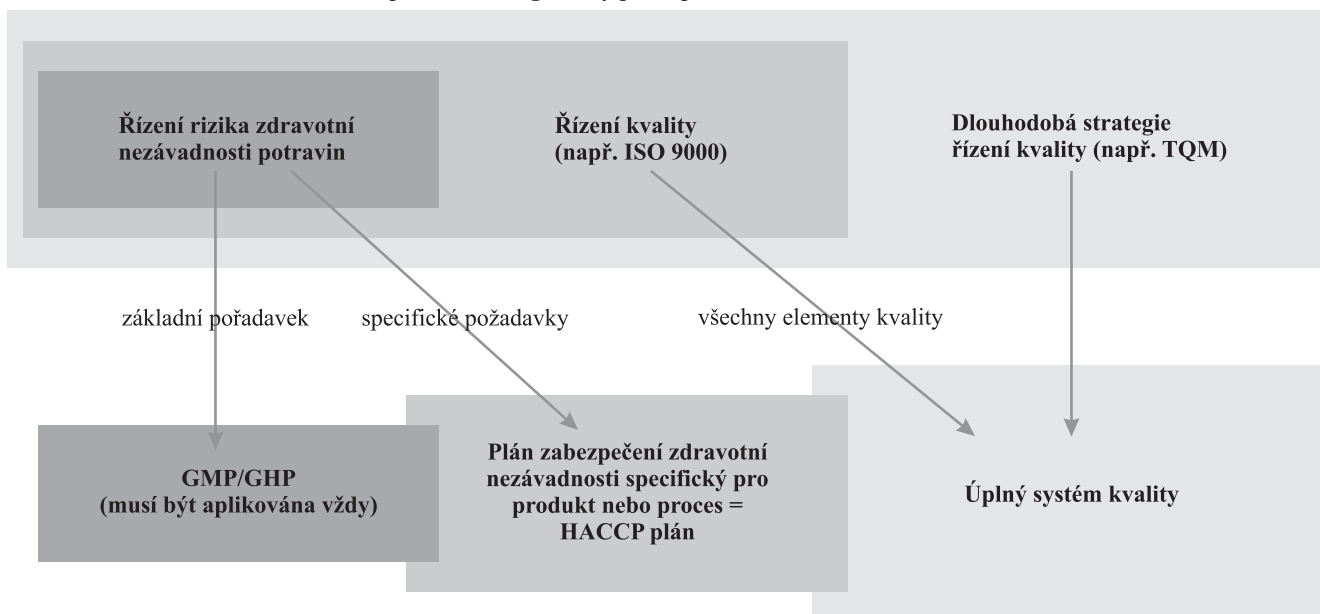 Řízení rizika zdravotní
nezávadnosti potravin
Řízení kvality
(např. ISO 9000)
Dlouhodobá strategie
řízení kvality (např. TQM)
základní pořadavek
specifické požadavky
všechny elementy kvality
GMP/GHP
(musí být aplikována vždy)
Plán zabezpečení zdravotní
nezávadnosti specifický pro
produkt nebo proces =
HACCP plán
Úplný systém kvality